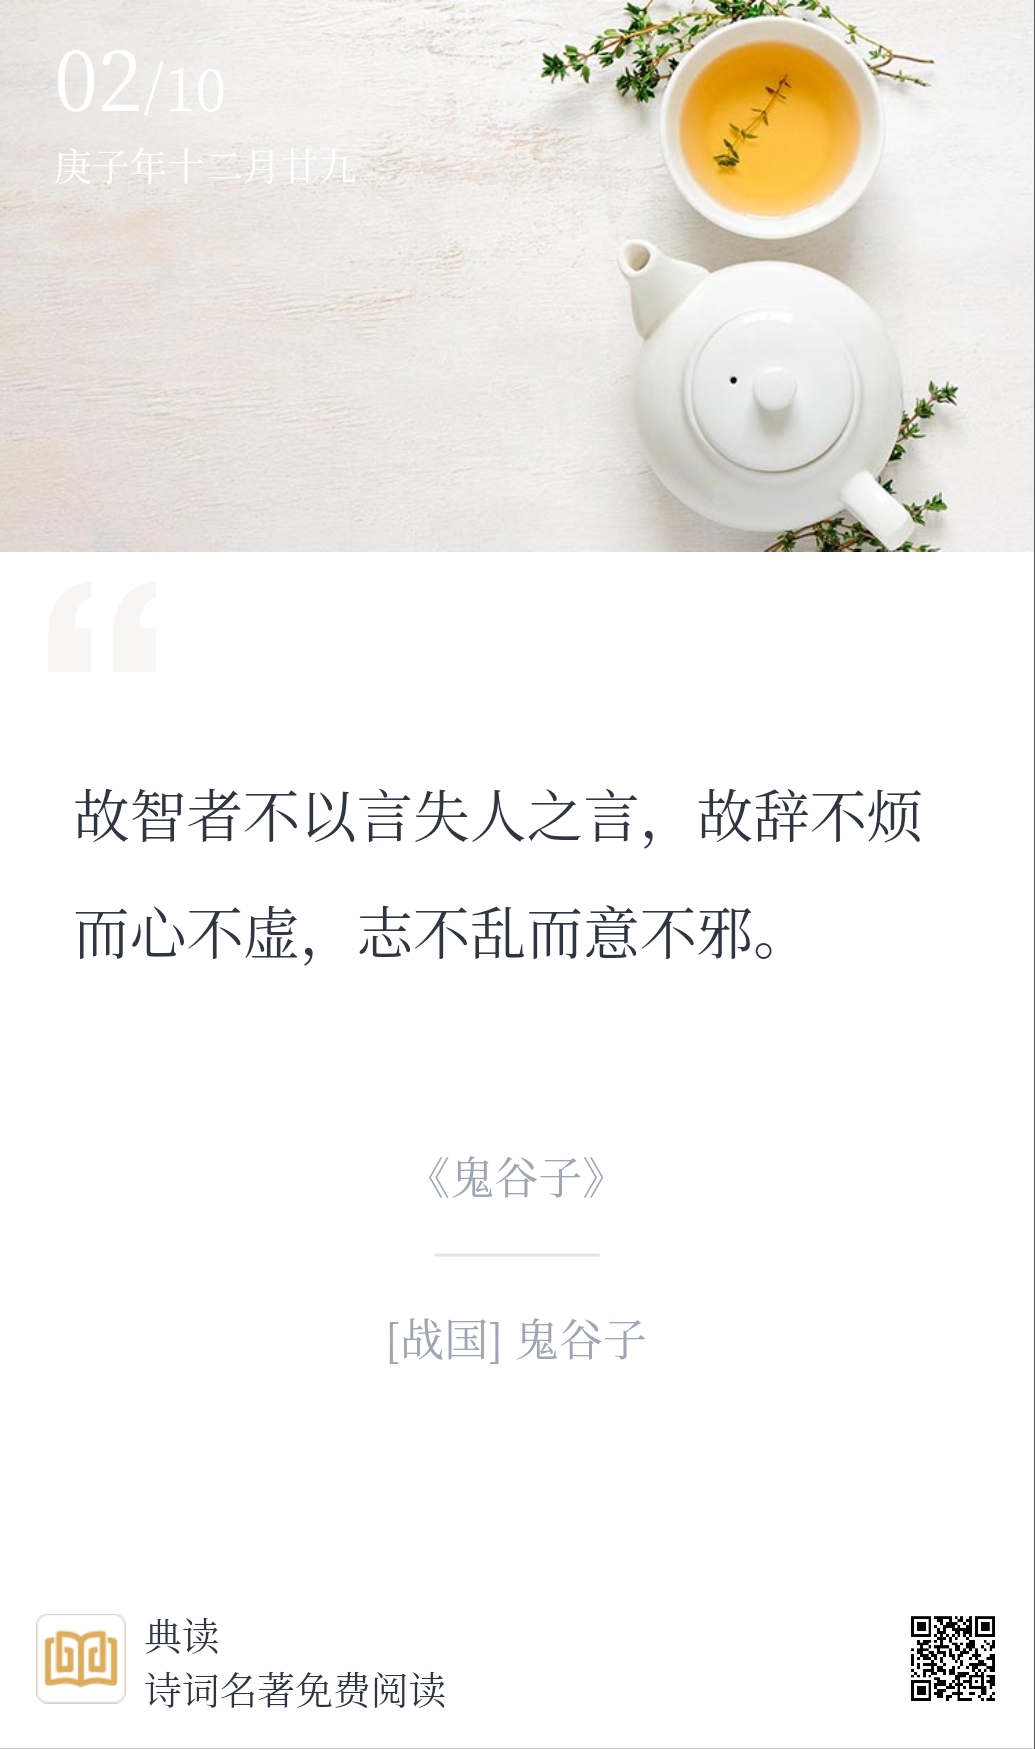 02/10
庚子年十二月廿九
故智者不以言失人之言，故辞不烦
而心不虚，志不乱而意不邪。
《鬼谷子》
[战国] 鬼谷子
典读
诗词名著免费阅读